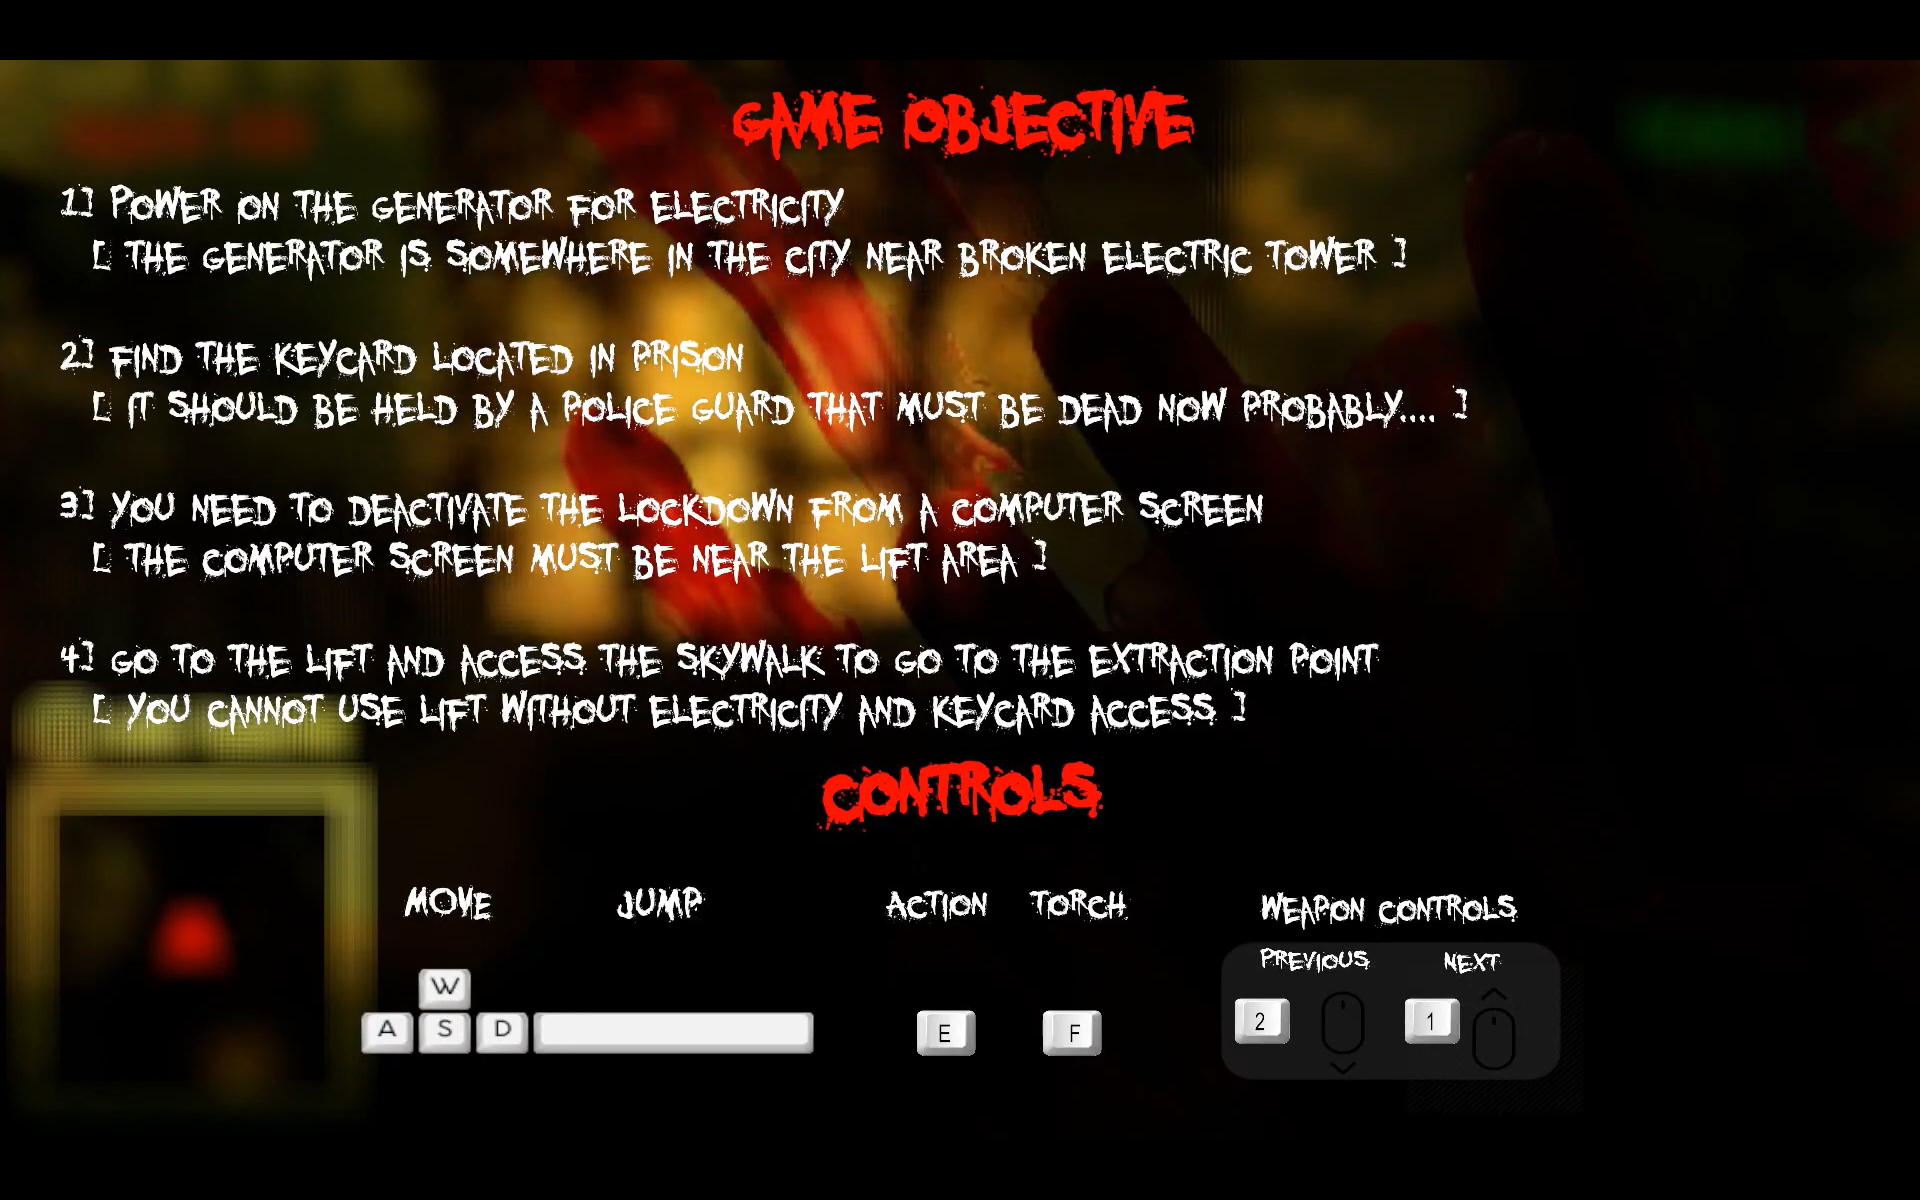 GAME OBJECTIVE
1] POWER ON THE GENERATOR FOR ELECTRICITY
[ THE GENERATOR IS SOMEWHERE IN THE CITY NEAR BROKEN ELECTRIC TOWER ]
2] FIND THE KEYCARD LOCATED IN PRISON
[ IT SHOULD BE HELD BY A POLICE GUARD THAT MUST BE DEAD NOW PROBABLY.... ]
3] YOU NEED TO DEACTIVATE THE LOCKDOWN FROM A COMPUTER SCREEN
[ THE COMPUTER SCREEN MUST BE NEAR THE LIFT AREA ]
4] GO TO THE LIFT AND ACCESS THE SKYWALK TO GO TO THE EXTRACTION POINT
[ YOU CANNOT USE LIFT WITHOUT ELECTRICITY AND KEYCARD ACCESS ]
CONTROLS
MOVE JUMP ACTION TORCH WEAPON CONTROLS
PREVIOUS NEXT
W
A S D E F 2 1